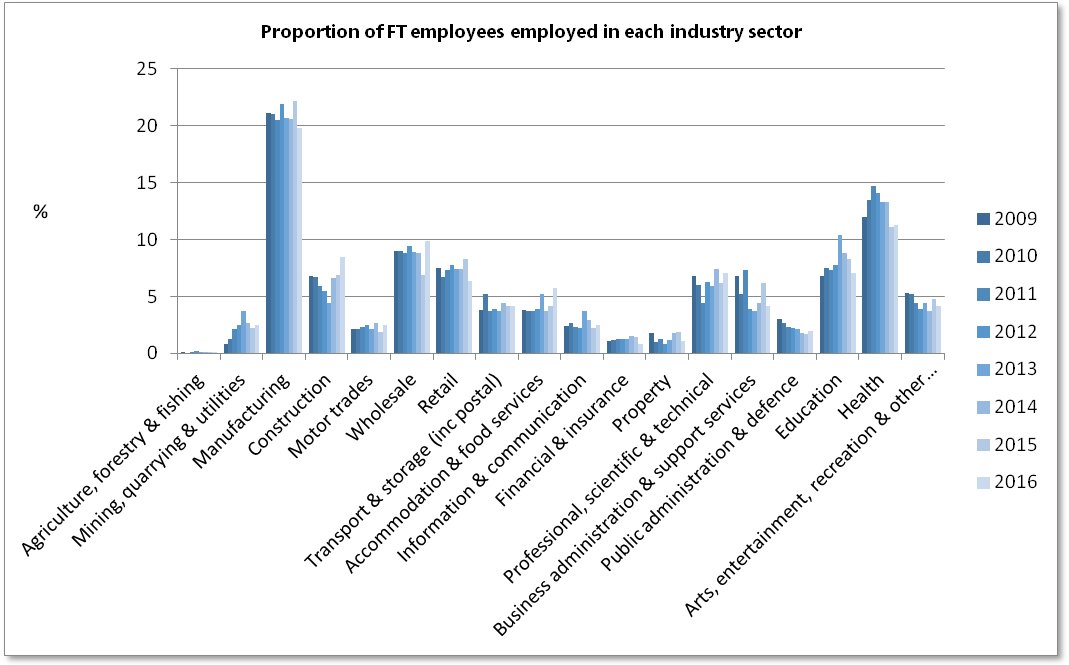 Proportion of FT employees employed in each industry sector
25
20
15
10
5
0
%
Agriculture, forestry & fishing
Mining, quarrying & utilities
Manufacturing
Construction
Motor trades
Wholesale
Retail
Transport & storage (inc postal)
Accommodation & food services
Information & communication
Financial & insurance
Property
Professional, scientific & technical
Business administration & support services
Public administration & defence
Education
Health
Arts, entertainment, recreation & other...
2009
2010
2011
2012
2013
2014
2015
2016